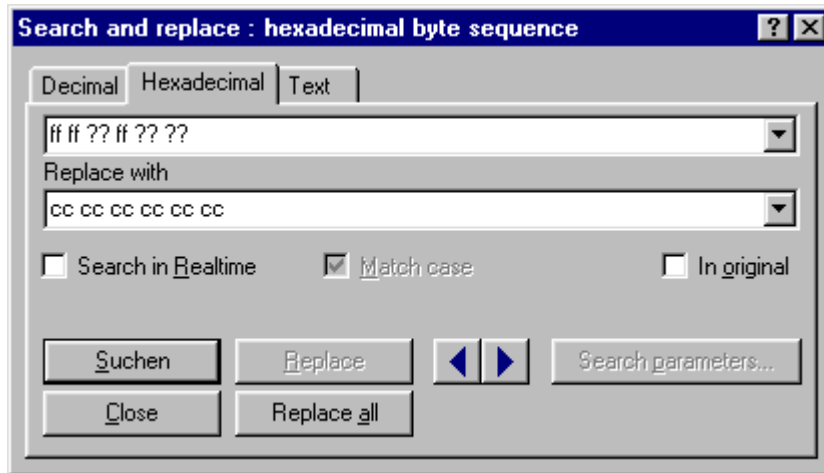 Search and replace : hexadecimal byte sequence
Decimal Hexadecimal Text
ff ff ?? ff ?? ??
Replace with
cc cc cc cc cc cc
Search in Realtime Match case In original
Suchen Replace Search parameters...
Close Replace all